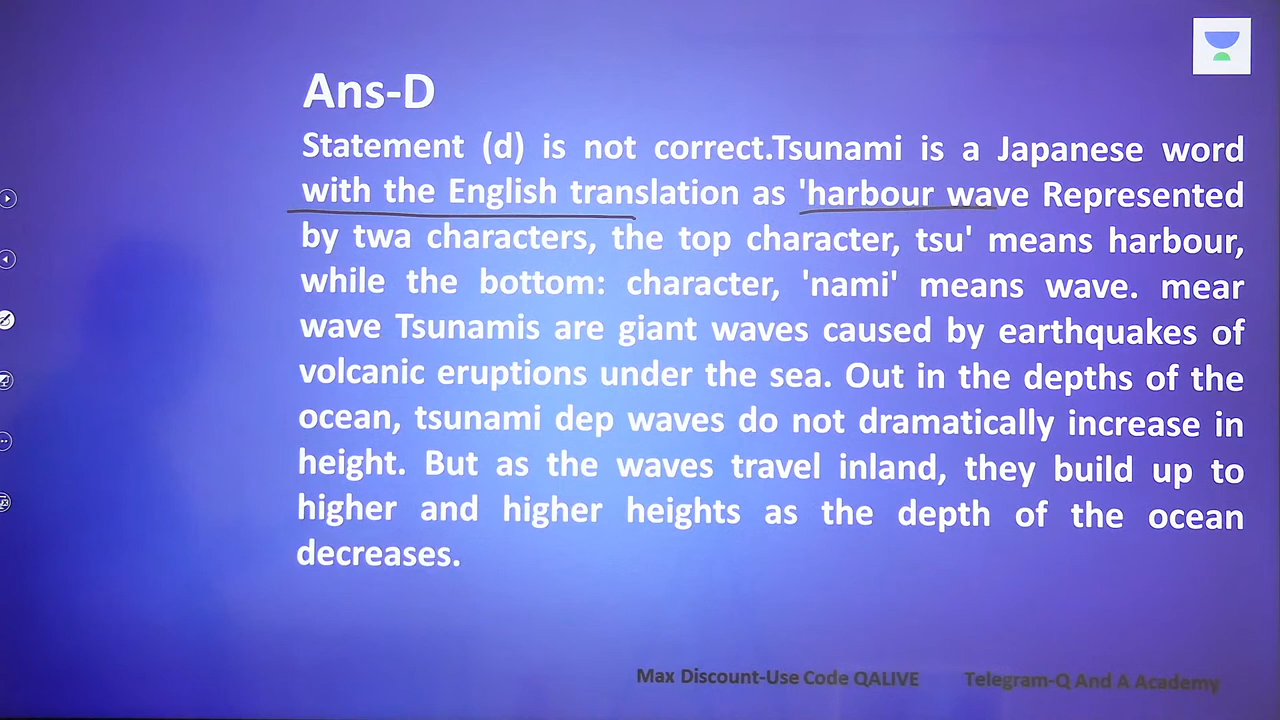 Ans-D
Statement (d) is not correct.Tsunami is a Japanese word
with the English translation as 'harbour wave Represented
by twa characters, the top character, tsu' means harbour,
while the bottom: character, 'nami' means wave. mear
wave Tsunamis are giant waves caused by earthquakes of
volcanic eruptions under the sea. Out in the depths of the
ocean, tsunami dep waves do not dramatically increase in
height. But as the waves travel inland, they build up to
higher and higher heights as the depth of the ocean
decreases.
Max Discount-Use Code QALIVE Telegram-Q And A Academy